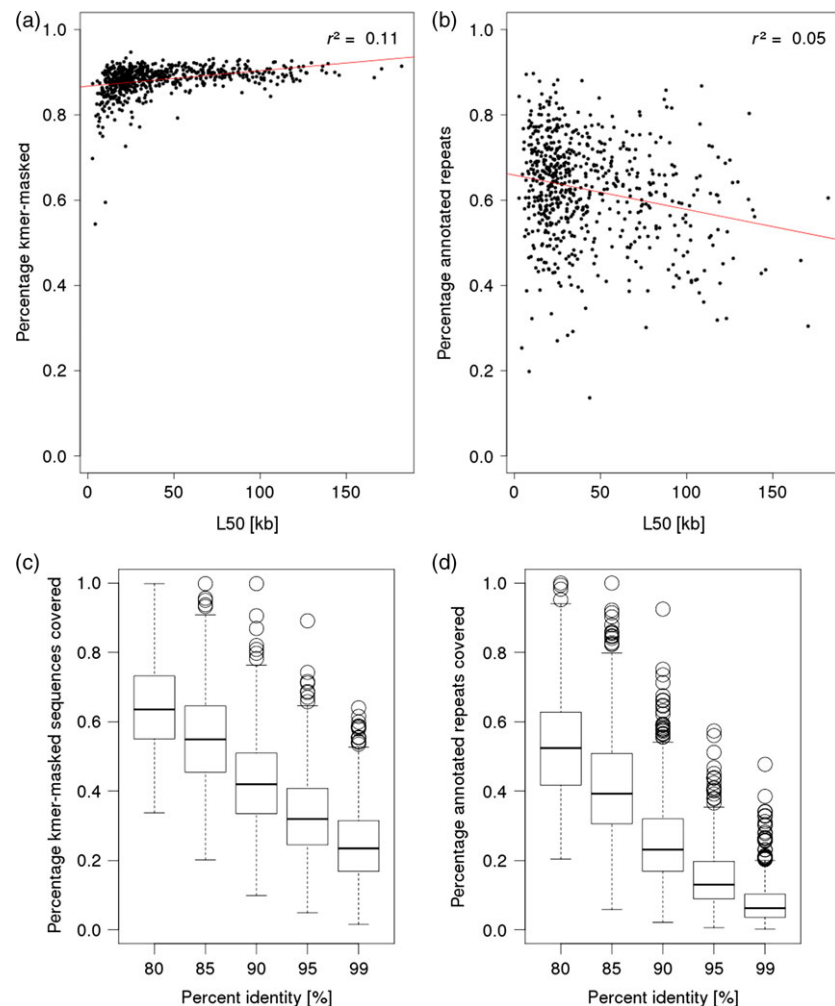 (a)
r² = 0.11
Percentage kmer-masked
1.0
0.8
0.6
0.4
0.2
0.0
0 50 100 150
L50 [kb]
(b)
r² = 0.05
Percentage annotated repeats
1.0
0.8
0.6
0.4
0.2
0.0
0 50 100 150
L50 [kb]
(c)
Percentage kmer-masked sequences covered
1.0
0.8
0.6
0.4
0.2
0.0
80 85 90 95 99
Percent identity [%]
(d)
Percentage annotated repeats covered
1.0
0.8
0.6
0.4
0.2
0.0
80 85 90 95 99
Percent identity [%]